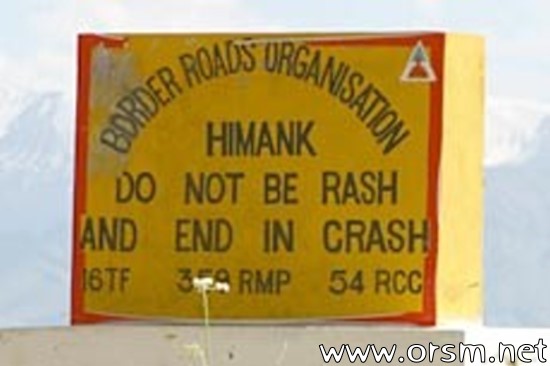 BORDER ROADS ORGANISATION
HIMANK
DO NOT BE RASH
AND END IN CRASH
16TF RMP 54 RCC
www.orsm.net